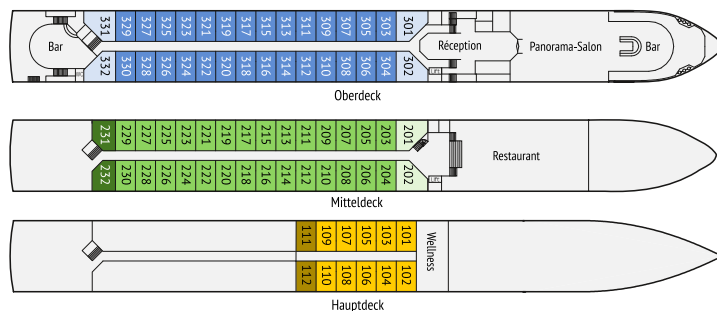 331 329 327 325 323 321 319 317 315 313 311 309 307 305 303 301
Bar Réception Panorama-Salon Bar
332 330 328 326 324 322 320 318 316 314 312 310 308 306 304 302
Oberdeck
231 229 227 225 223 221 219 217 215 213 211 209 207 205 203 201
Restaurant
232 230 228 226 224 222 220 218 216 214 212 210 208 206 204 202
Mitteldeck
111 109 107 105 103 101
Wellness
112 110 108 106 104 102
Hauptdeck